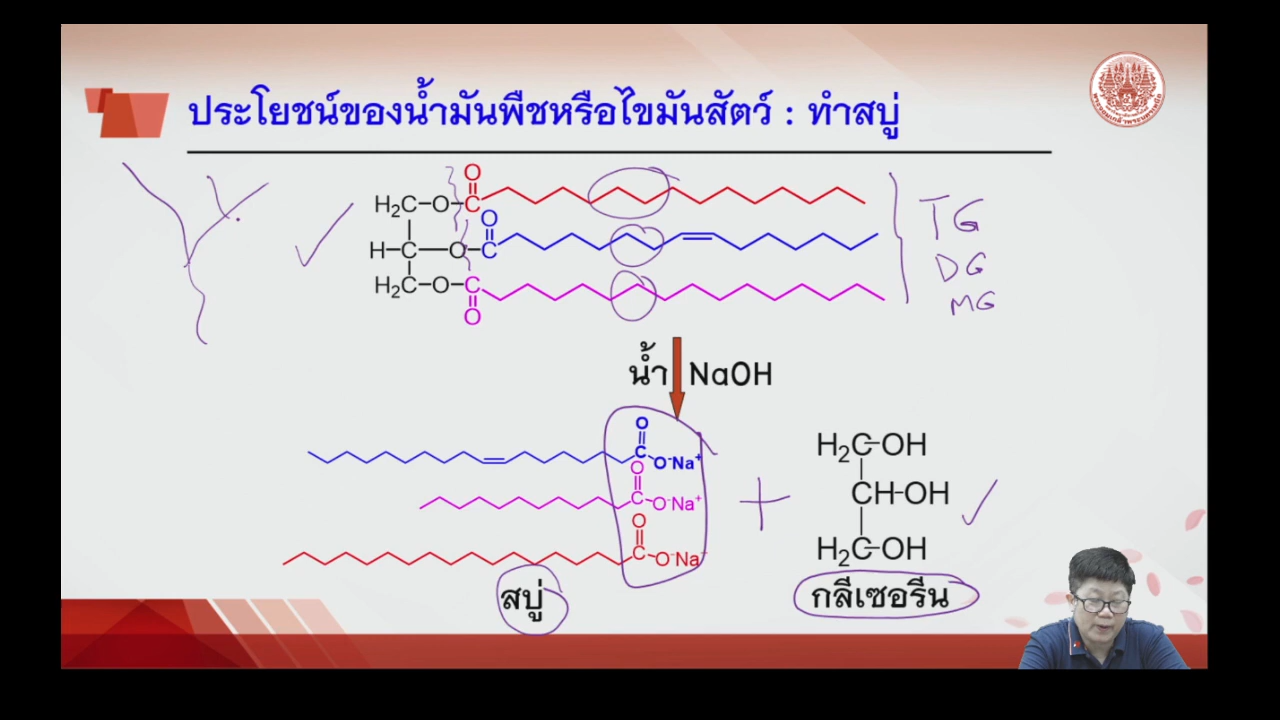 ประโยชน์ของน้ำมันพืชหรือไขมันสัตว์ : ทำสบู่
O
H₂C–O–C
O
H–C–O–C
H₂C–O–C
O
TG
DG
MG
น้ำ NaOH
O
C O⁻Na⁺
O
C O⁻Na⁺
O
C O⁻Na⁺
สบู่
+
H₂C–OH
CH–OH
H₂C–OH
กลีเซอรีน